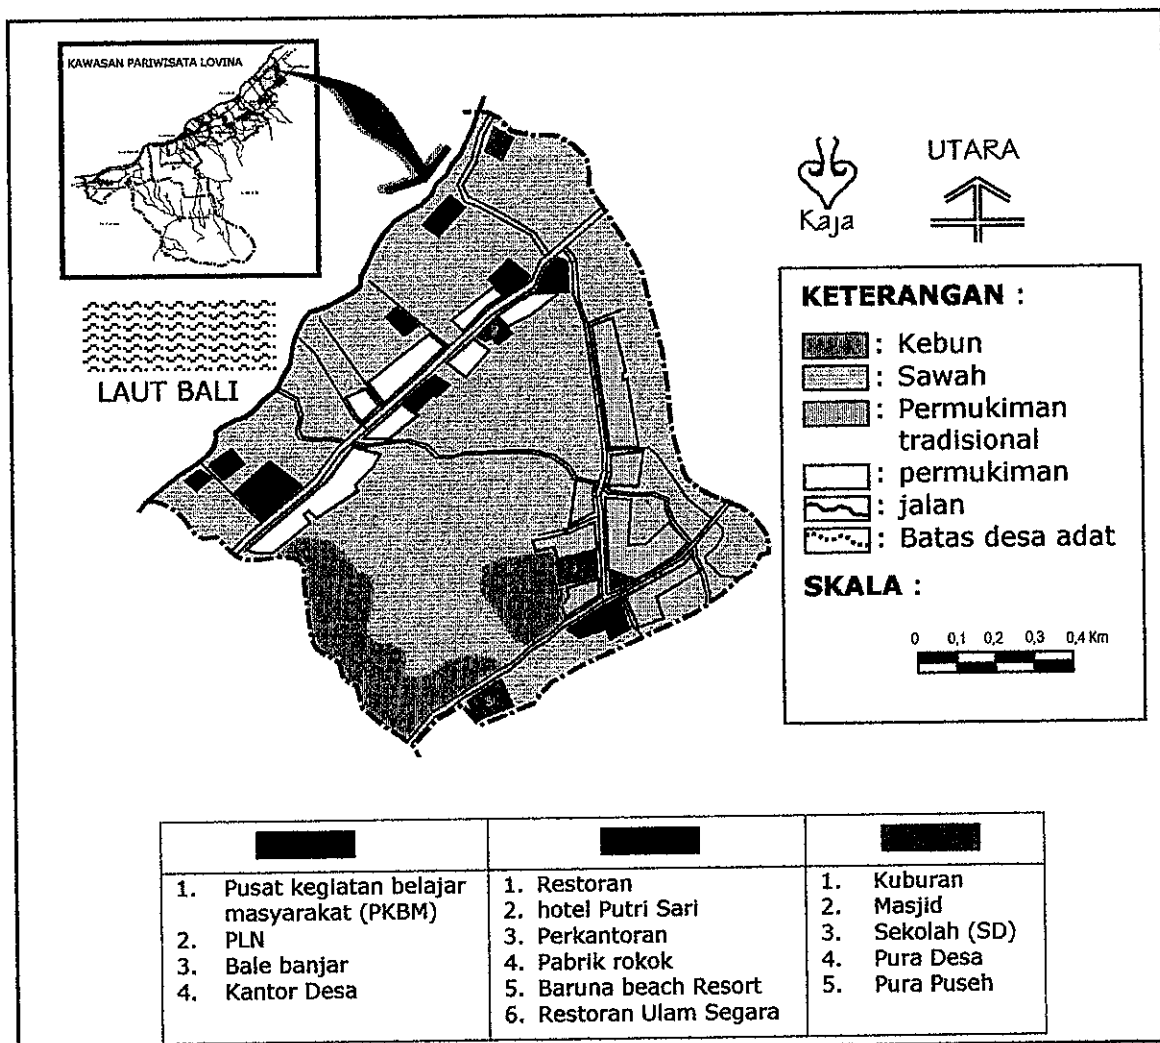 KAWASAN PARIWISATA LOVINA
UTARA
Kaja
LAUT BALI
KETERANGAN :
: Kebun
: Sawah
: Permukiman
tradisional
: permukiman
: jalan
: Batas desa adat
SKALA :
0 0,1 0,2 0,3 0,4 Km
1. Pusat kegiatan belajar
masyarakat (PKBM)
2. PLN
3. Bale banjar
4. Kantor Desa
1. Restoran
2. hotel Putri Sari
3. Perkantoran
4. Pabrik rokok
5. Baruna beach Resort
6. Restoran Ulam Segara
1. Kuburan
2. Masjid
3. Sekolah (SD)
4. Pura Desa
5. Pura Puseh